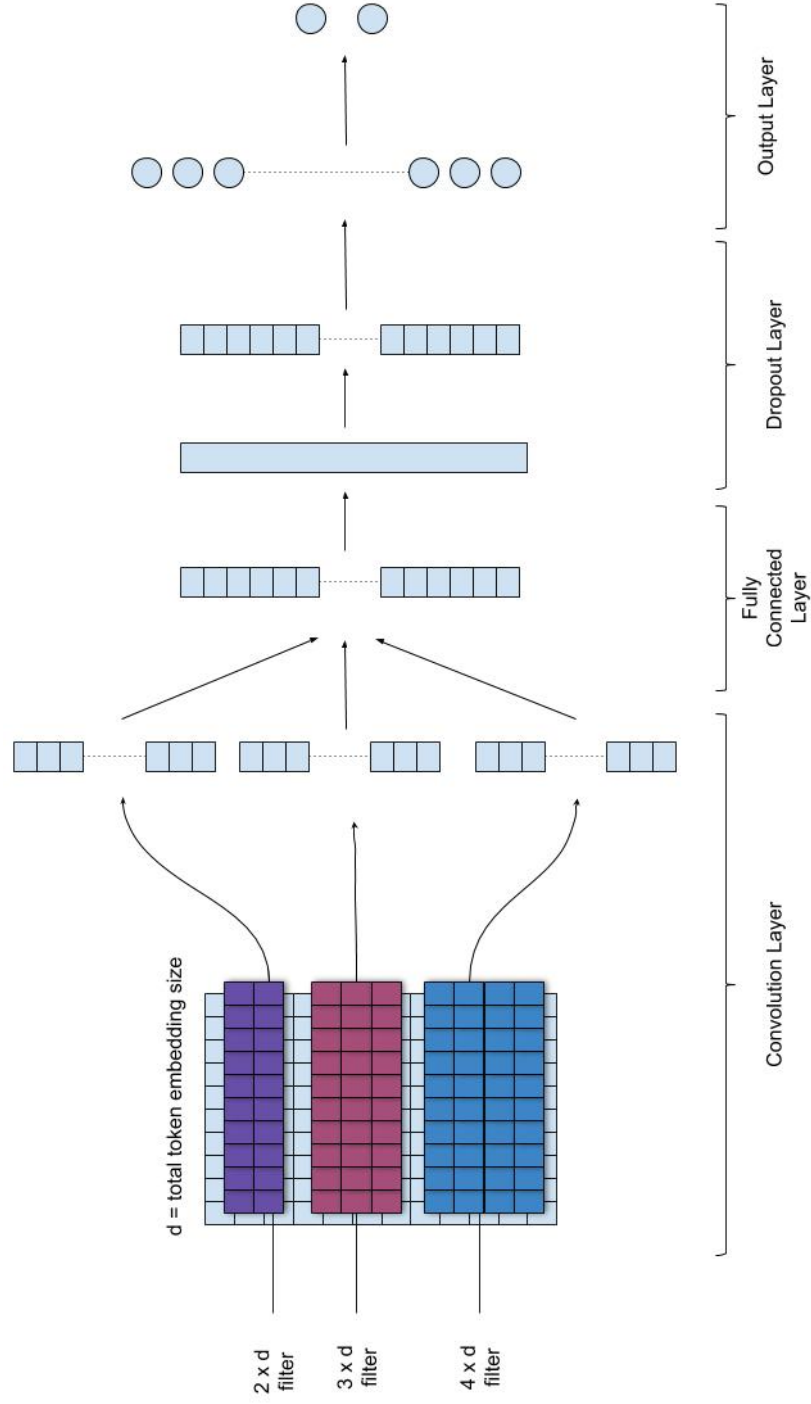 d = total token embedding size
2 x d
filter
3 x d
filter
4 x d
filter
Convolution Layer
Fully
Connected
Layer
Dropout Layer
Output Layer